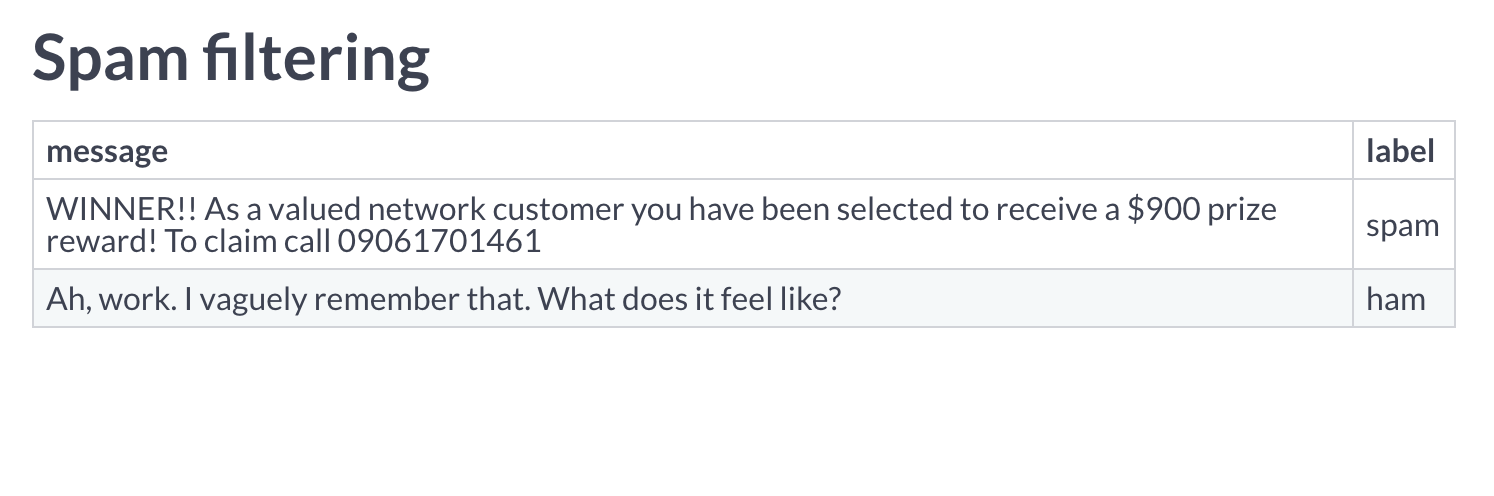 Spam filtering
message label
WINNER!! As a valued network customer you have been selected to receive a $900 prize
reward! To claim call 09061701461
spam
Ah, work. I vaguely remember that. What does it feel like? ham